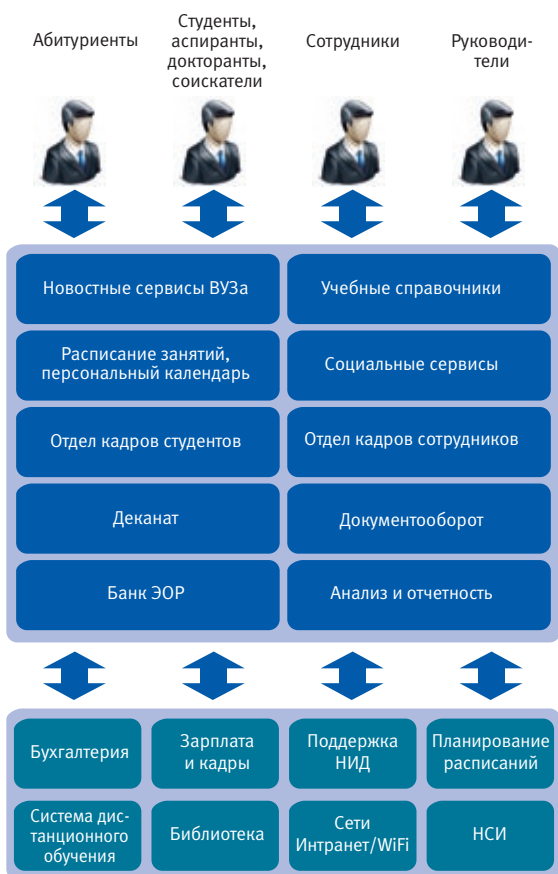 Абитуриенты
Студенты,
аспиранты,
докторанты,
соискатели
Сотрудники
Руководи-
тели
Новостные сервисы ВУЗа
Учебные справочники
Расписание занятий,
персональный календарь
Социальные сервисы
Отдел кадров студентов
Отдел кадров сотрудников
Деканат
Документооборот
Банк ЭОР
Анализ и отчетность
Бухгалтерия
Зарплата
и кадры
Поддержка
НИД
Планирование
расписаний
Система дис-
танционного
обучения
Библиотека
Сети
Интранет/WiFi
НСИ